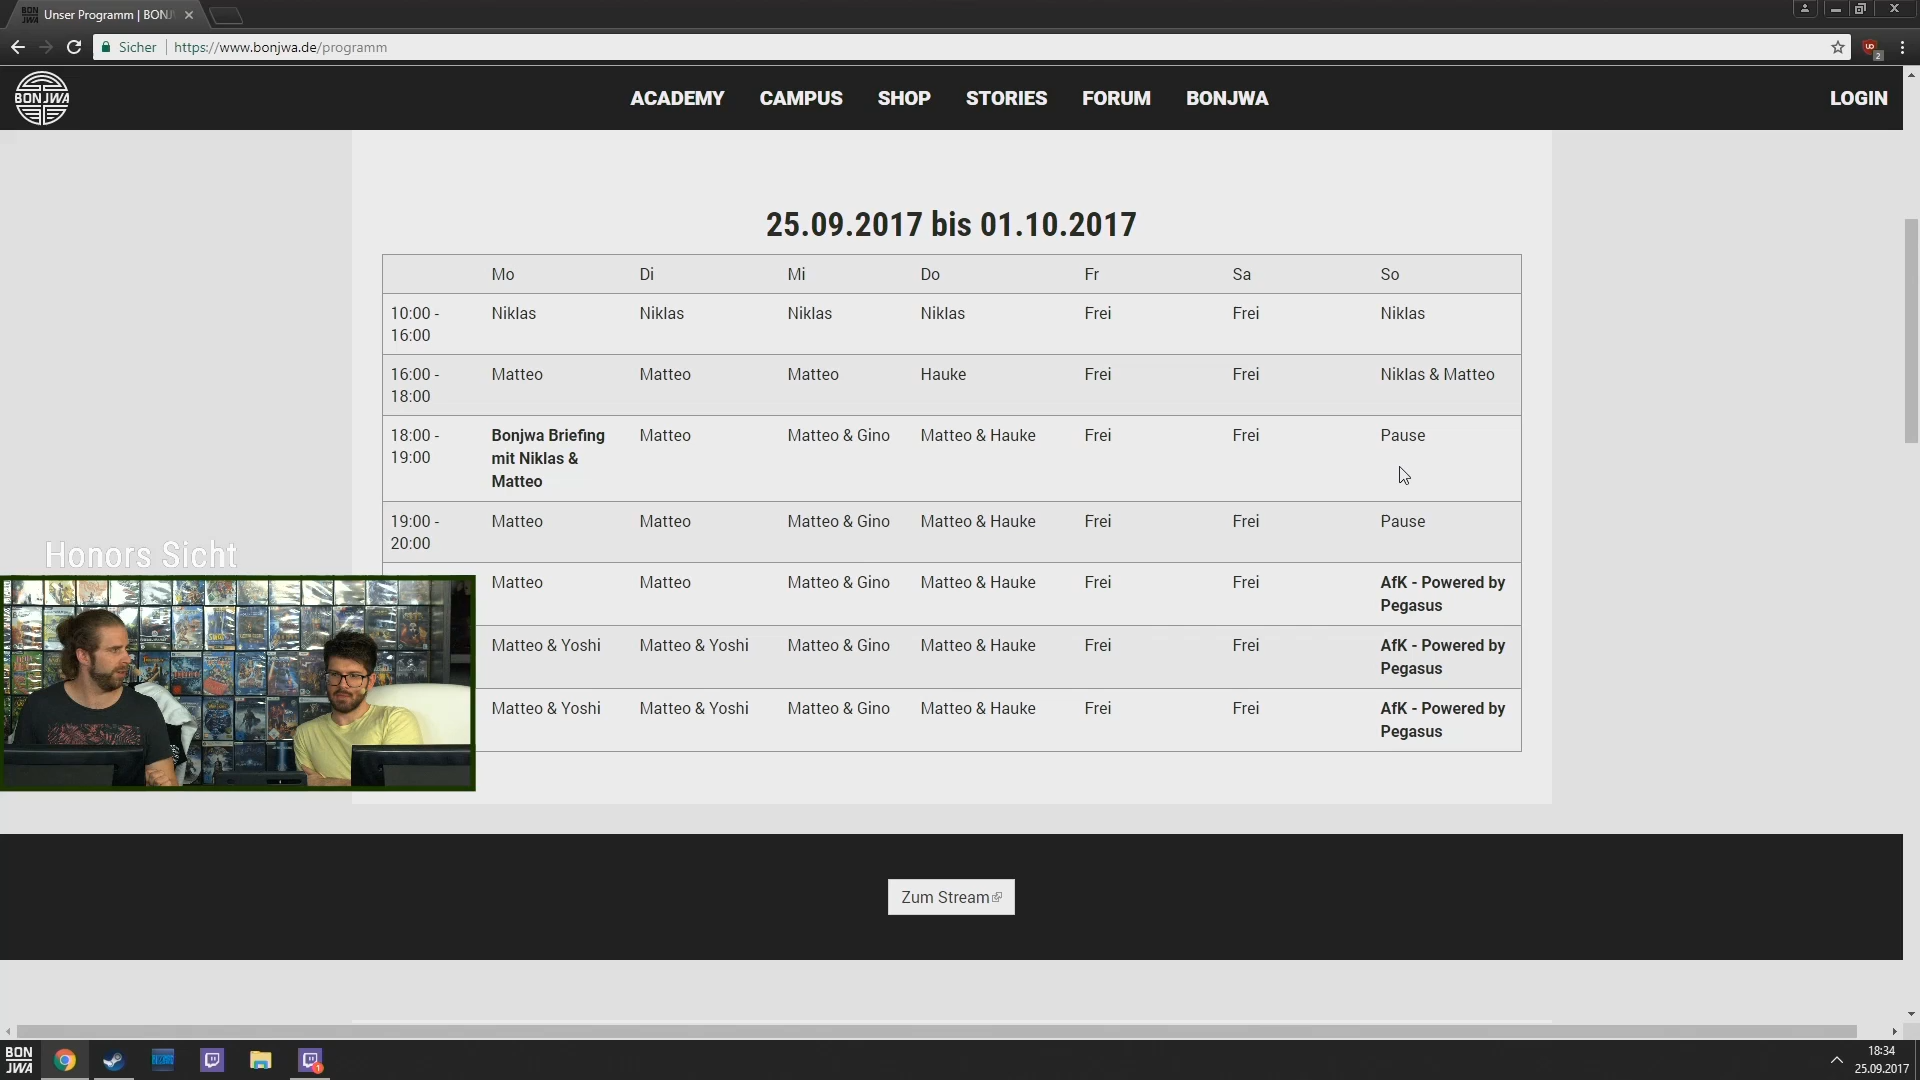 Unser Programm | BONJ
Sicher
https://www.bonjwa.de/programm
2
BONJWA
ACADEMY
CAMPUS
SHOP
STORIES
FORUM
BONJWA
LOGIN
25.09.2017 bis 01.10.2017
Mo Di Mi Do Fr Sa So
10:00 - Niklas Niklas Niklas Niklas Frei Frei Niklas
16:00
16:00 - Matteo Matteo Matteo Hauke Frei Frei Niklas & Matteo
18:00
18:00 - Bonjwa Briefing Matteo Matteo & Gino Matteo & Hauke Frei Frei Pause
19:00 mit Niklas &
Matteo
19:00 - Matteo Matteo Matteo & Gino Matteo & Hauke Frei Frei Pause
20:00
Honors Sicht
Matteo Matteo Matteo & Gino Matteo & Hauke Frei Frei AfK - Powered by
Pegasus
Matteo & Yoshi Matteo & Yoshi Matteo & Gino Matteo & Hauke Frei Frei AfK - Powered by
Pegasus
Matteo & Yoshi Matteo & Yoshi Matteo & Gino Matteo & Hauke Frei Frei AfK - Powered by
Pegasus
Zum Stream
BON
JWA
1
18:34
25.09.2017